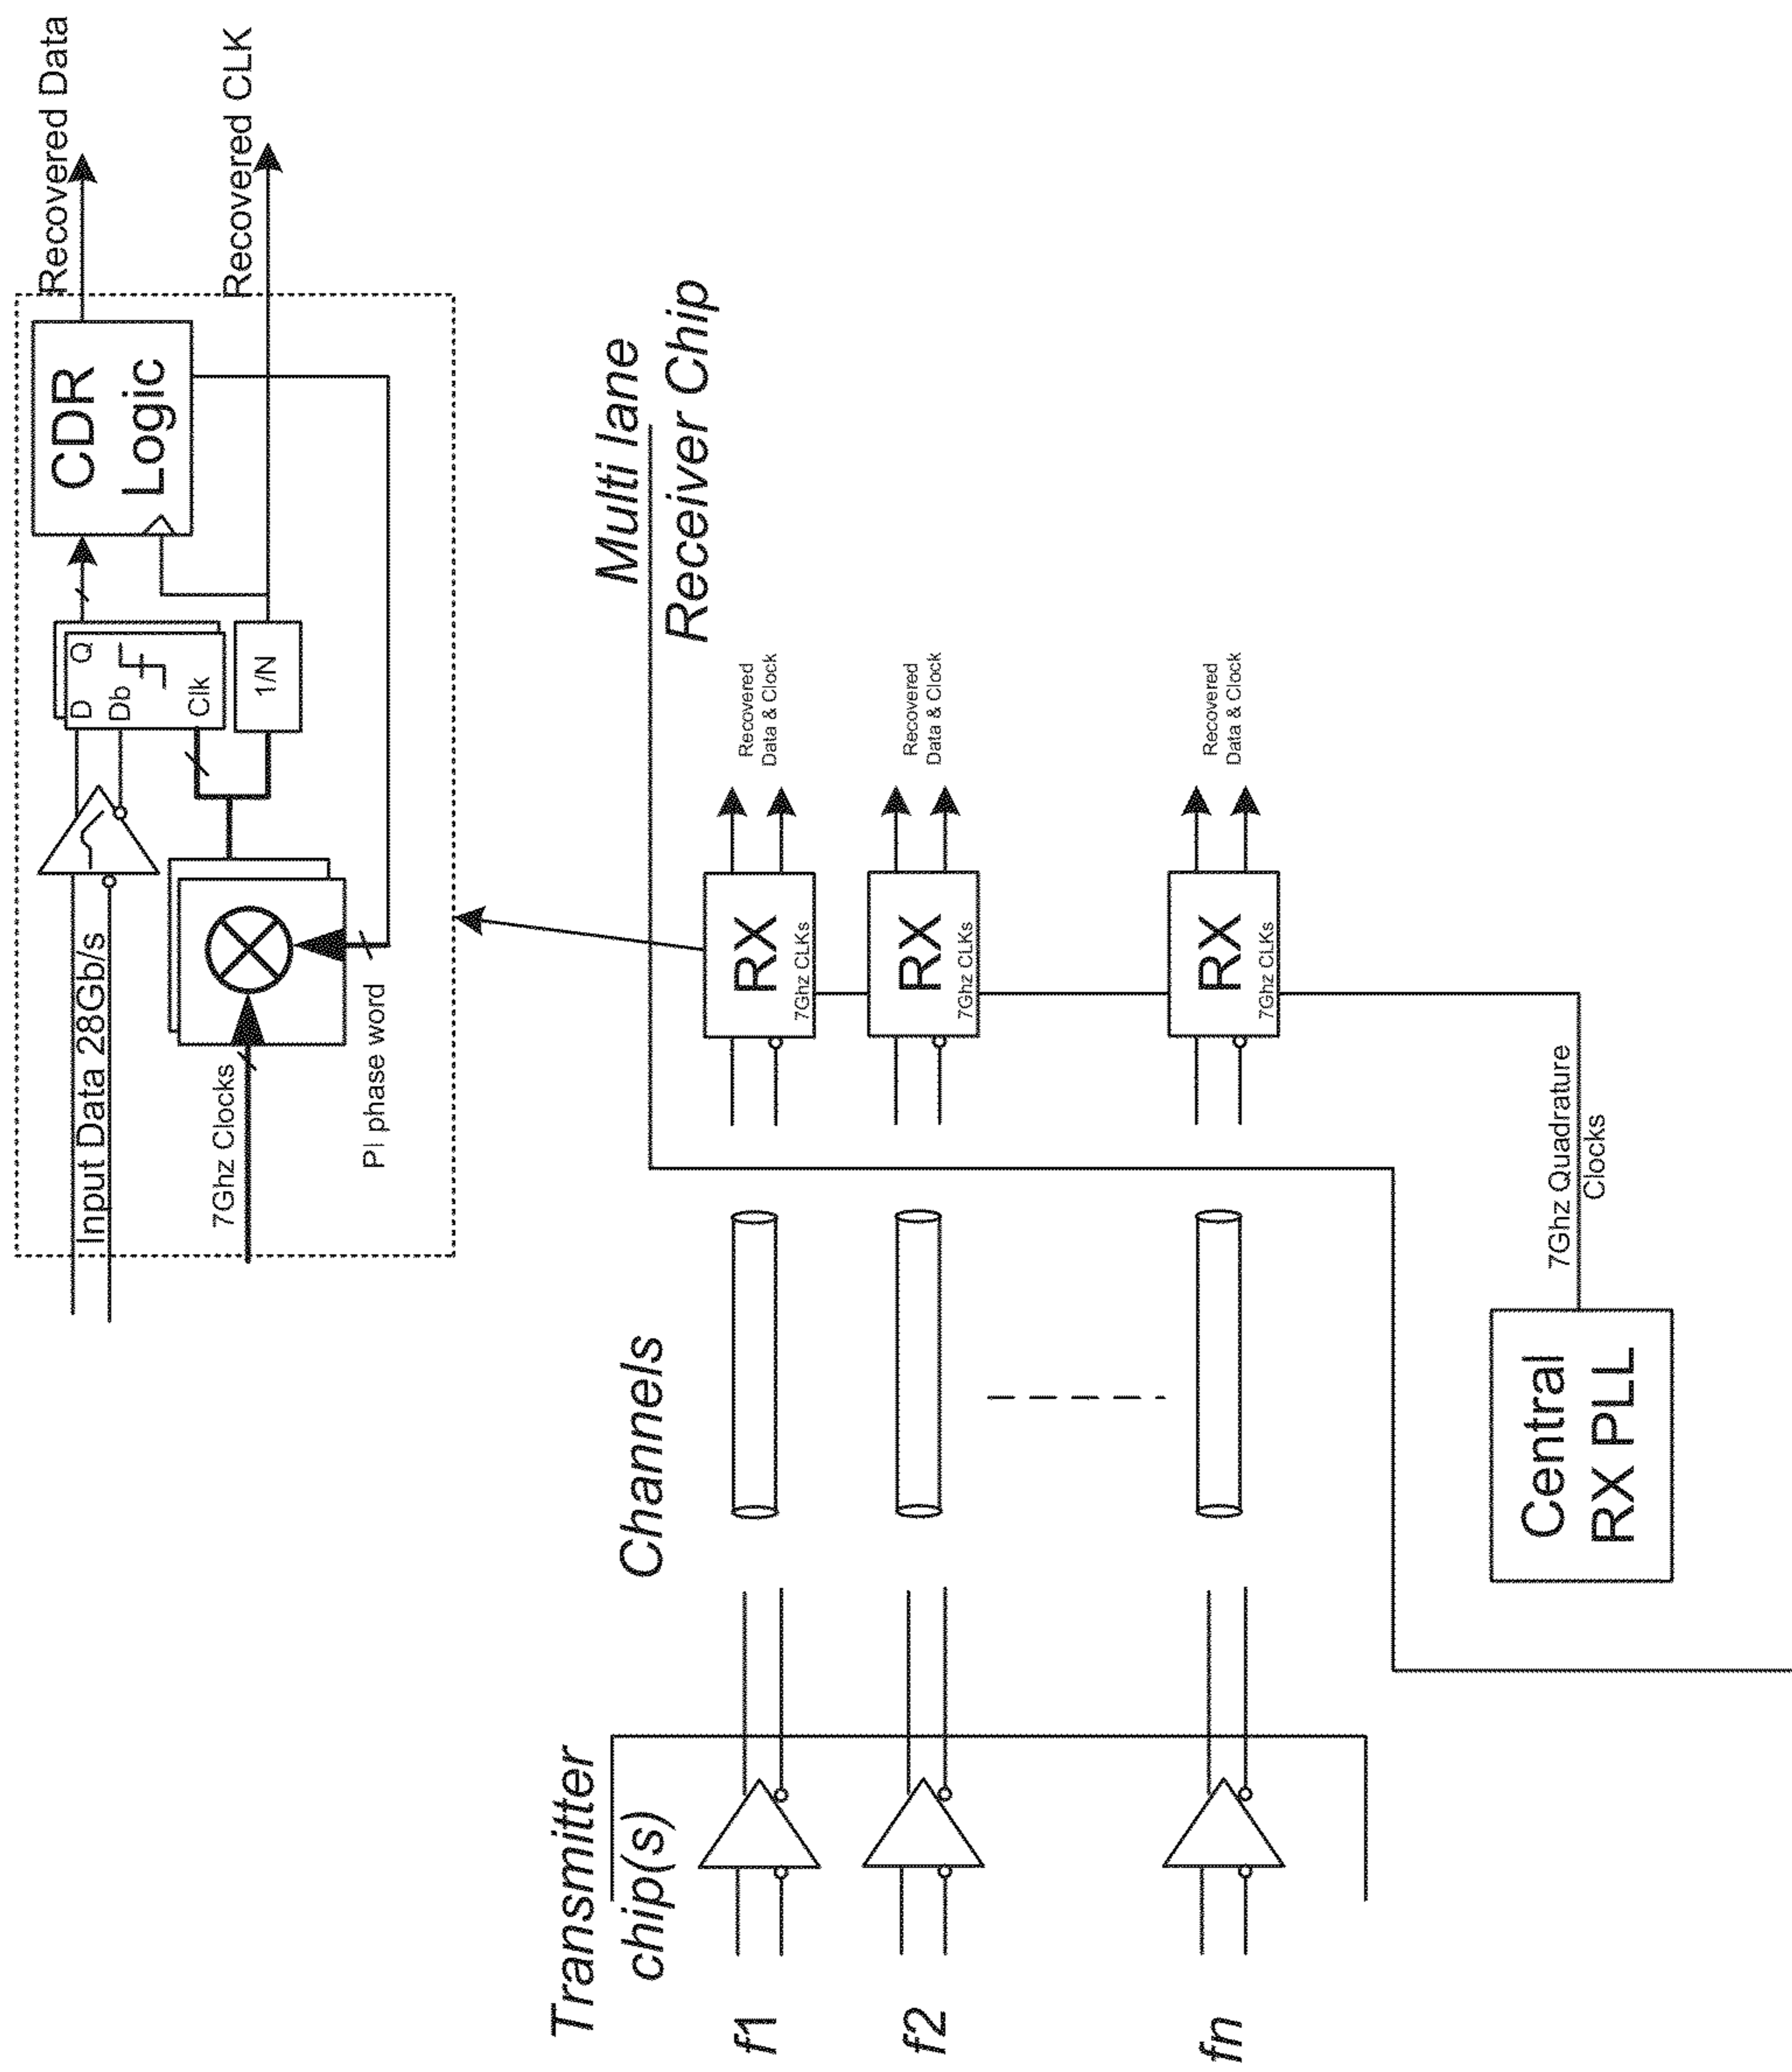 Input Data 28Gb/s
7Ghz Clocks
PI phase word
D
Q
Db
Clk
1/N
CDR
Logic
Recovered Data
Recovered CLK
Transmitter
chip(s)
Channels
Multi lane
Receiver Chip
f1
RX
7Ghz CLKs
Recovered
Data & Clock
f2
RX
7Ghz CLKs
Recovered
Data & Clock
fn
RX
7Ghz CLKs
Recovered
Data & Clock
7Ghz Quadrature
Clocks
Central
RX PLL